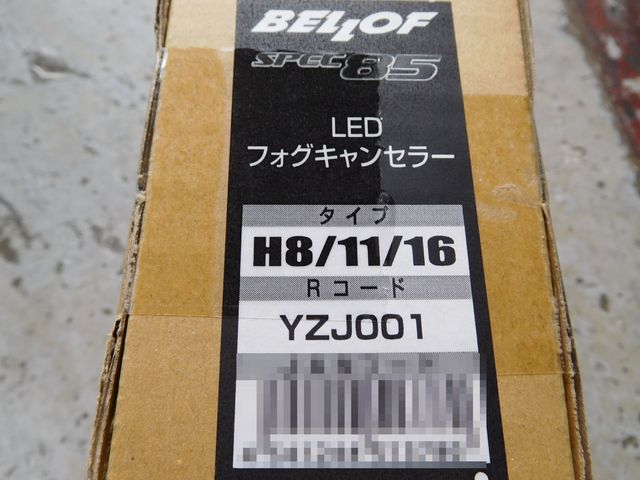 BELLOF
SPEC85
LED
フォグキャンセラー
タイプ
H8/11/16
Rコード
YZJ001